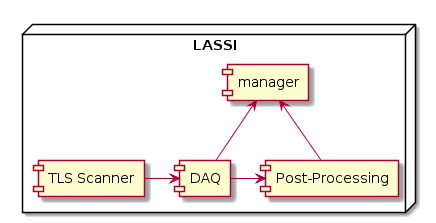 LASSI
manager
TLS Scanner
DAQ
Post-Processing